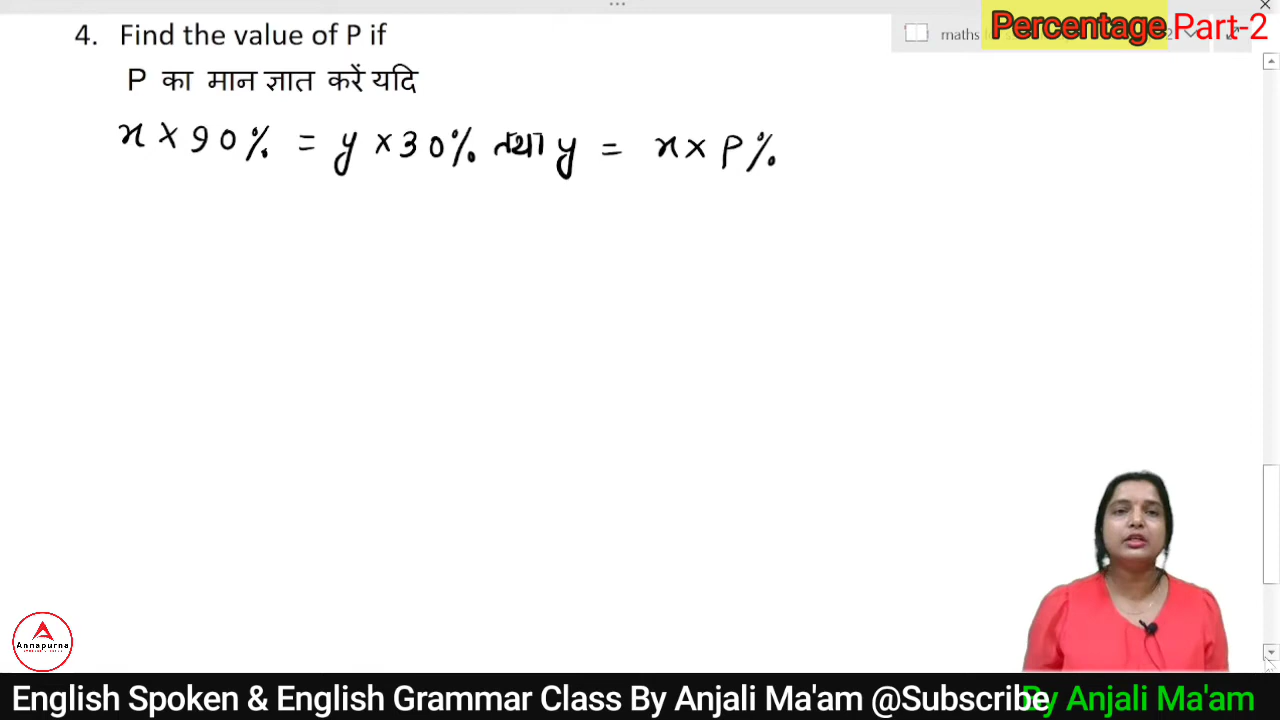 Percentage Part-2
4. Find the value of P if
maths
P का मान ज्ञात करें यदि
x × 90% = y × 30% तथा y = x × P%
Annapurna
English Spoken & English Grammar Class By Anjali Ma'am @Subscribe
By Anjali Ma'am